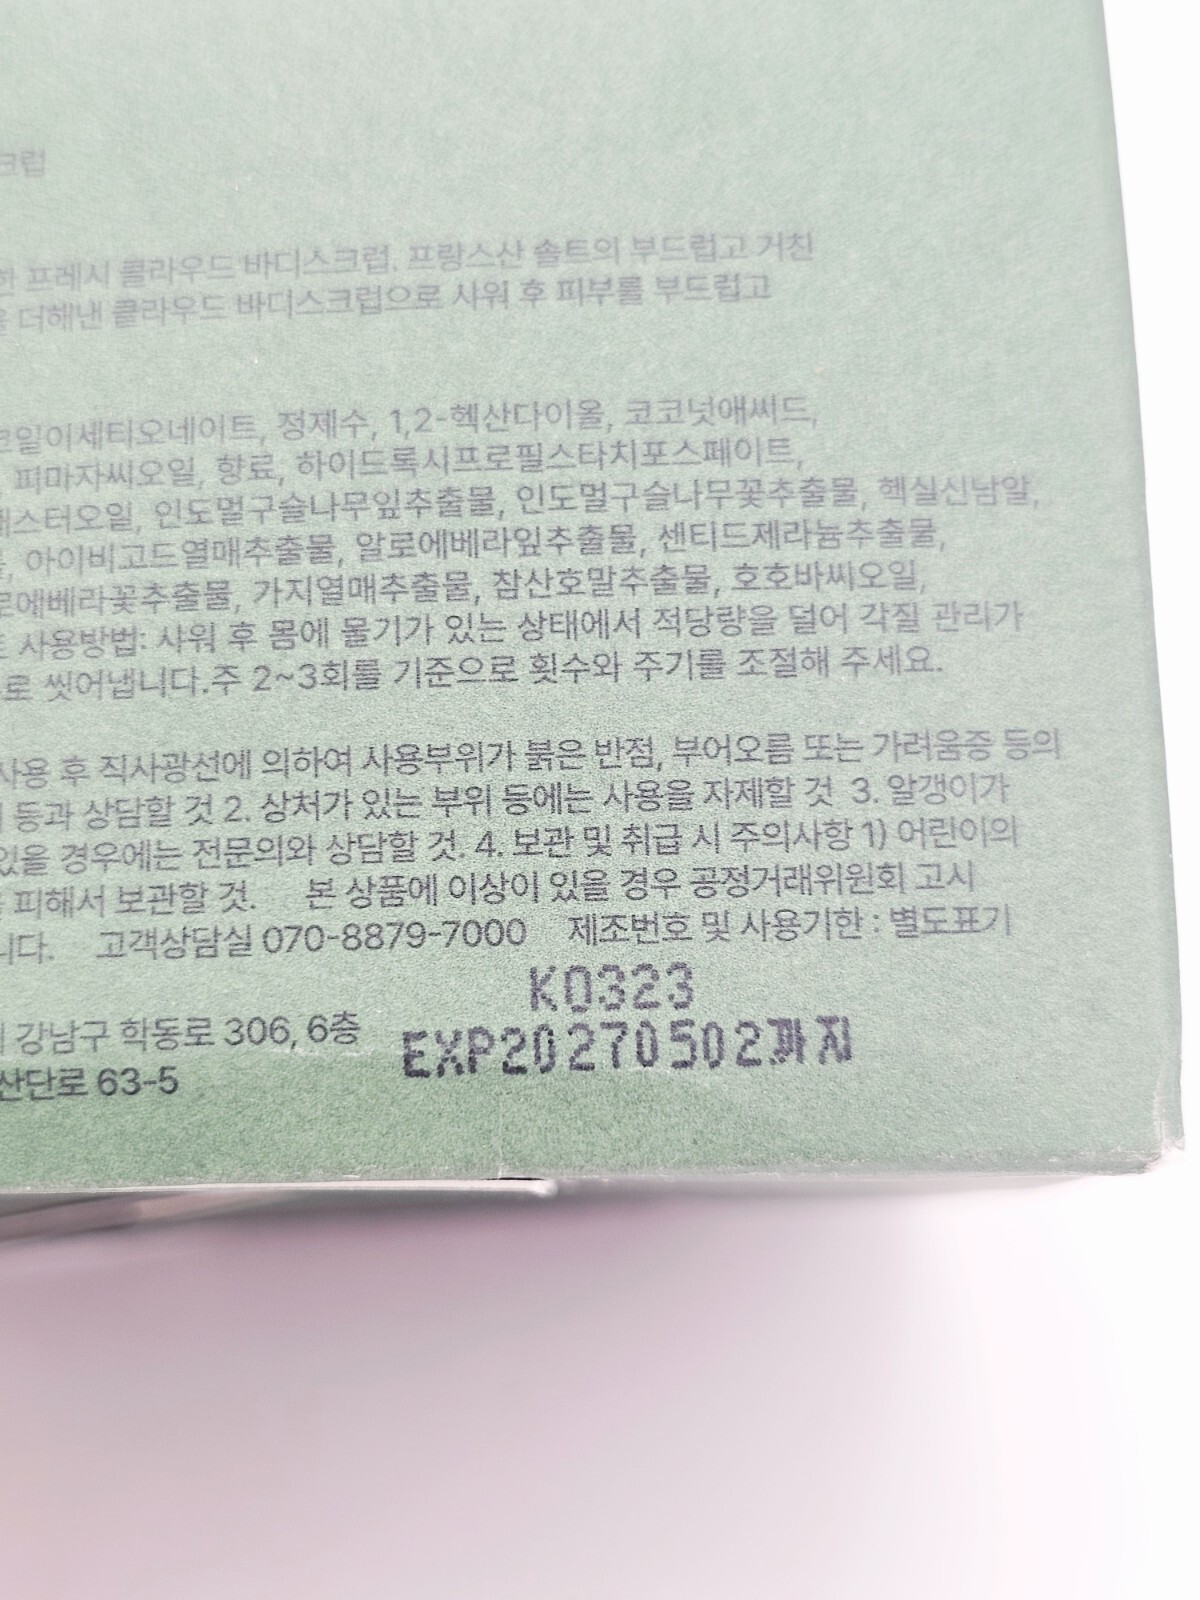 크럽
한 프레시 클라우드 바디스크럽. 프랑스산 솔트의 부드럽고 거친
을 더해낸 클라우드 바디스크럽으로 샤워 후 피부를 부드럽고
코일이세티오네이트, 정제수, 1,2-헥산다이올, 코코넛애씨드,
, 피마자씨오일, 향료, 하이드록시프로필스타치포스페이트,
에스터오일, 인도멀구슬나무잎추출물, 인도멀구슬나무꽃추출물, 헥실신남알,
, 아이비고드열매추출물, 알로에베라잎추출물, 센티드제라늄추출물,
로에베라꽃추출물, 가지열매추출물, 참산호말추출물, 호호바씨오일,
트 사용방법: 샤워 후 몸에 물기가 있는 상태에서 적당량을 덜어 각질 관리가
로 씻어냅니다.주 2~3회를 기준으로 횟수와 주기를 조절해 주세요.
사용 후 직사광선에 의하여 사용부위가 붉은 반점, 부어오름 또는 가려움증 등의
등과 상담할 것 2. 상처가 있는 부위 등에는 사용을 자제할 것 3. 알갱이가
있을 경우에는 전문의와 상담할 것. 4. 보관 및 취급 시 주의사항 1) 어린이의
피해서 보관할 것. 본 상품에 이상이 있을 경우 공정거래위원회 고시
니다. 고객상담실 070-8879-7000 제조번호 및 사용기한 : 별도표기
K0323
강남구 학동로 306, 6층
EXP20270502까지
산단로 63-5